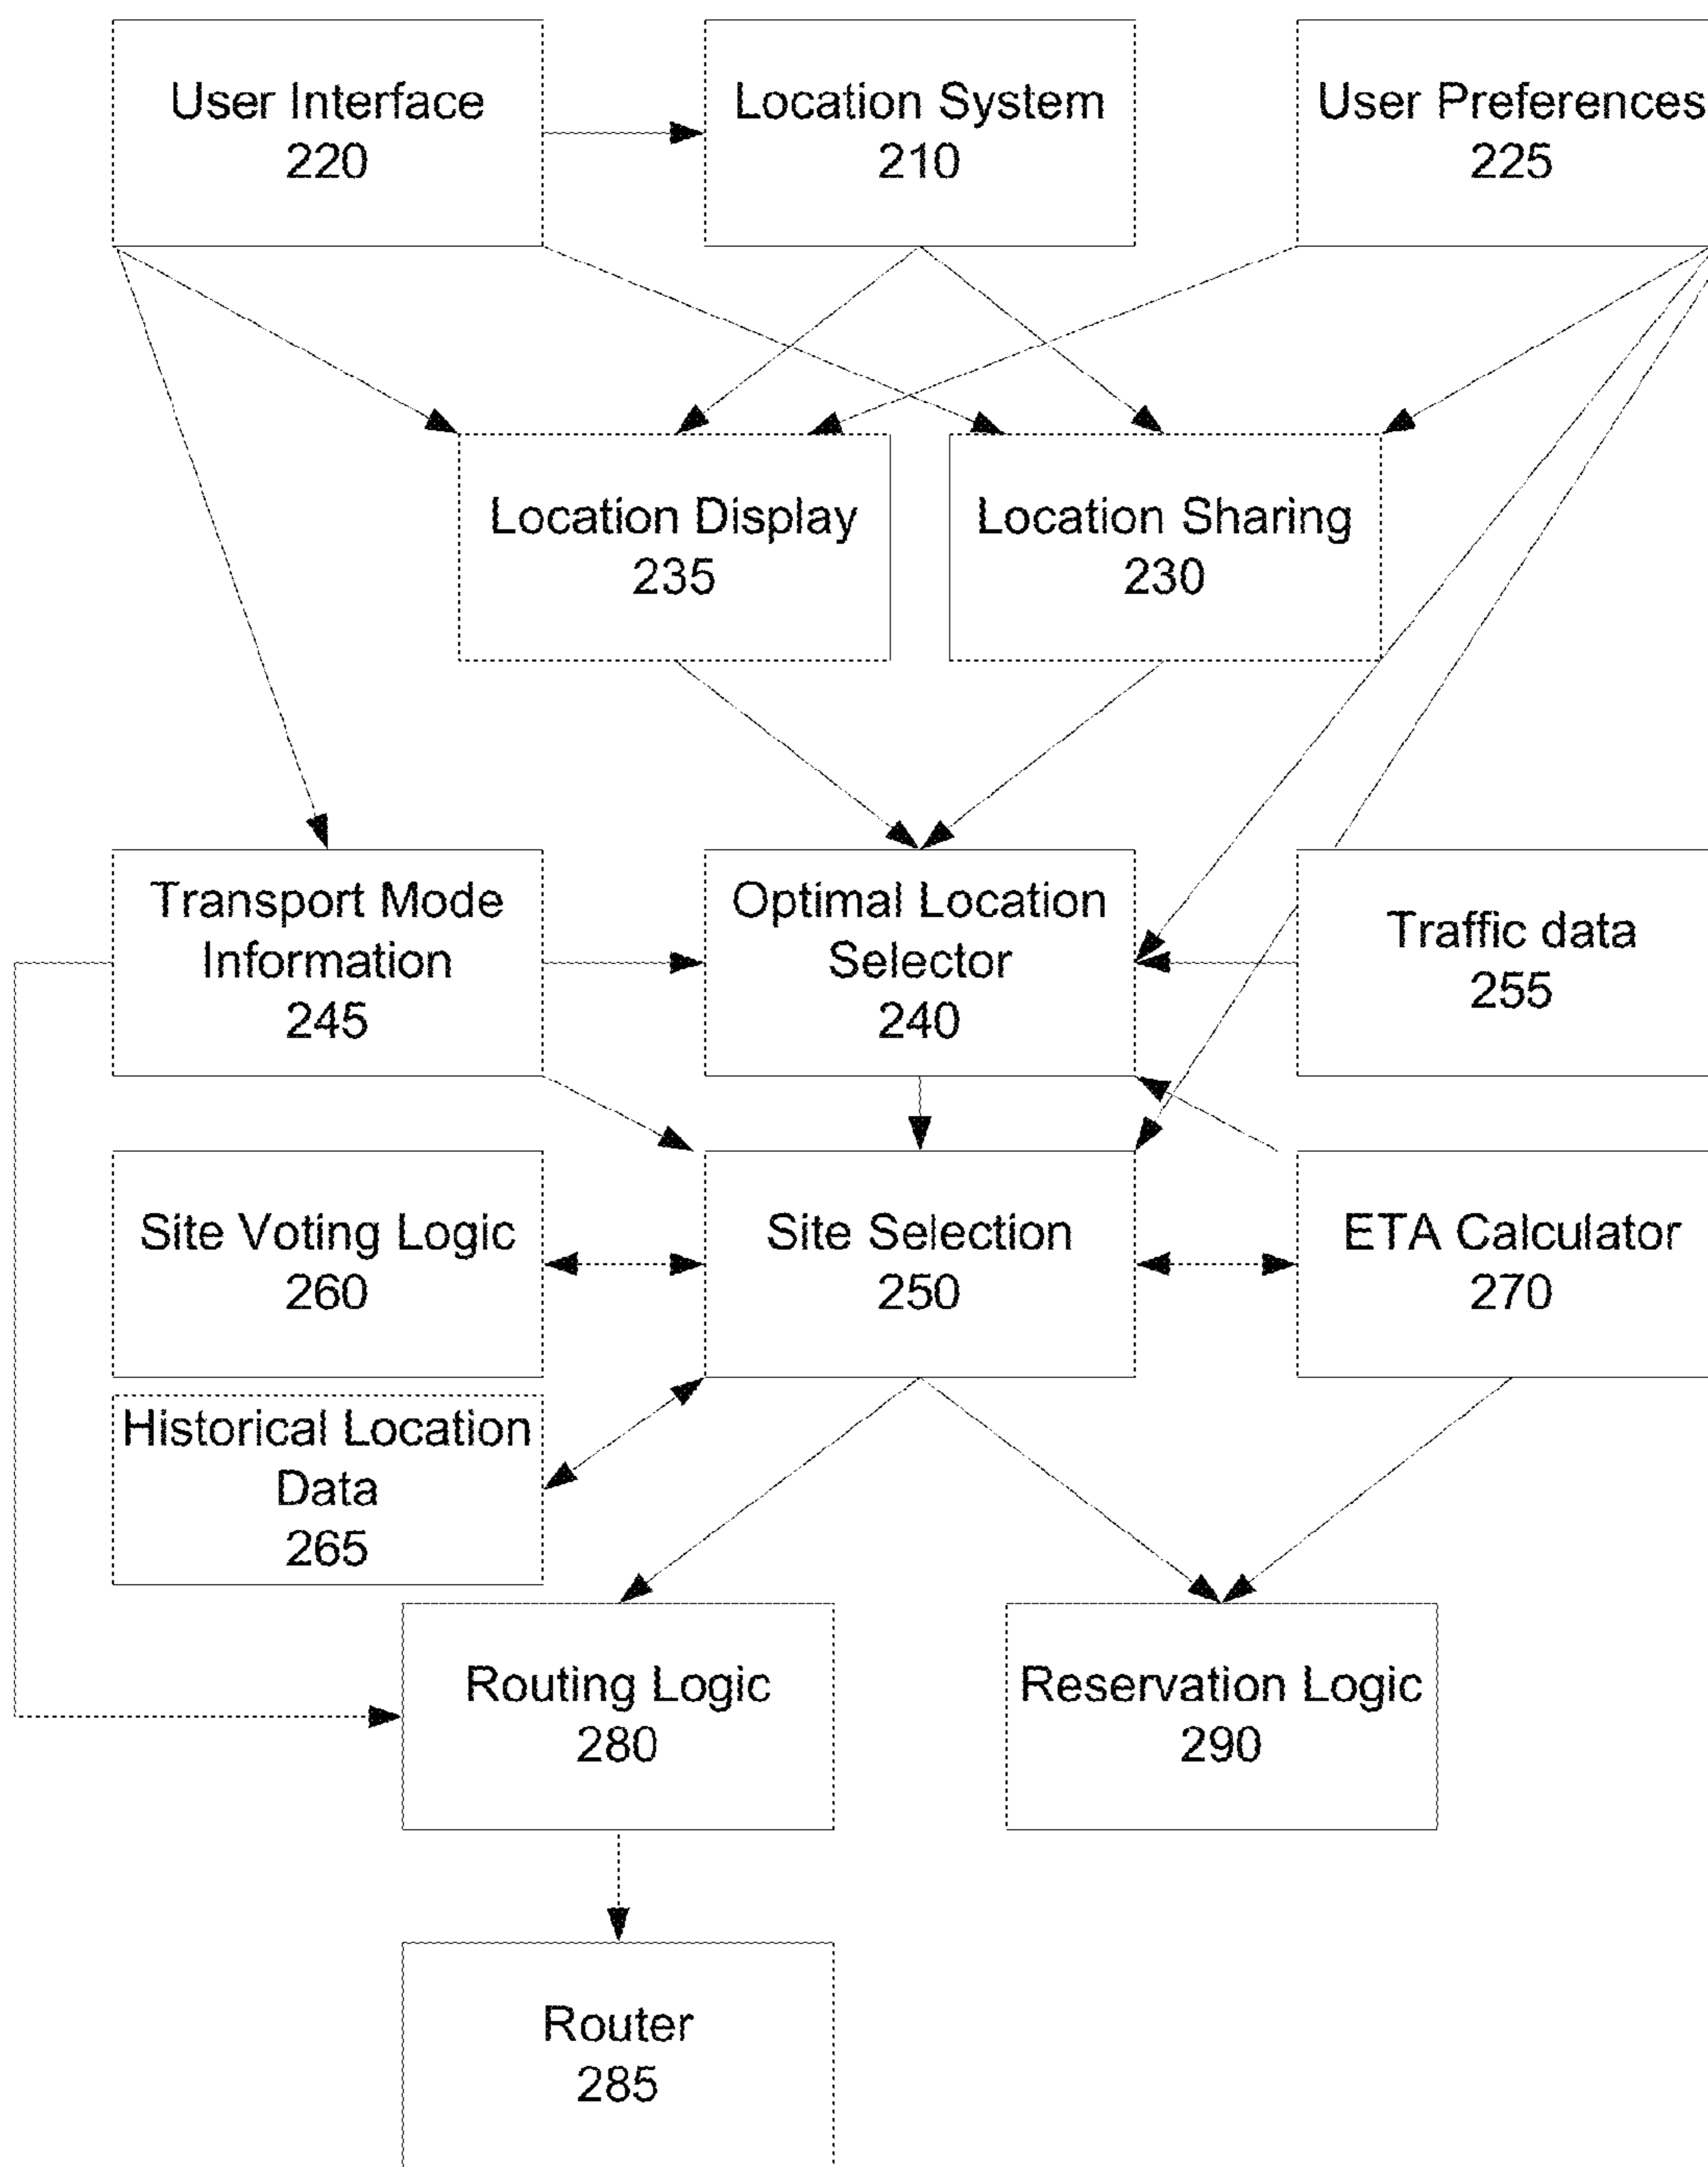 User Interface
220
Location System
210
User Preferences
225
Location Display
235
Location Sharing
230
Transport Mode
Information
245
Optimal Location
Selector
240
Traffic data
255
Site Voting Logic
260
Site Selection
250
ETA Calculator
270
Historical Location
Data
265
Routing Logic
280
Reservation Logic
290
Router
285